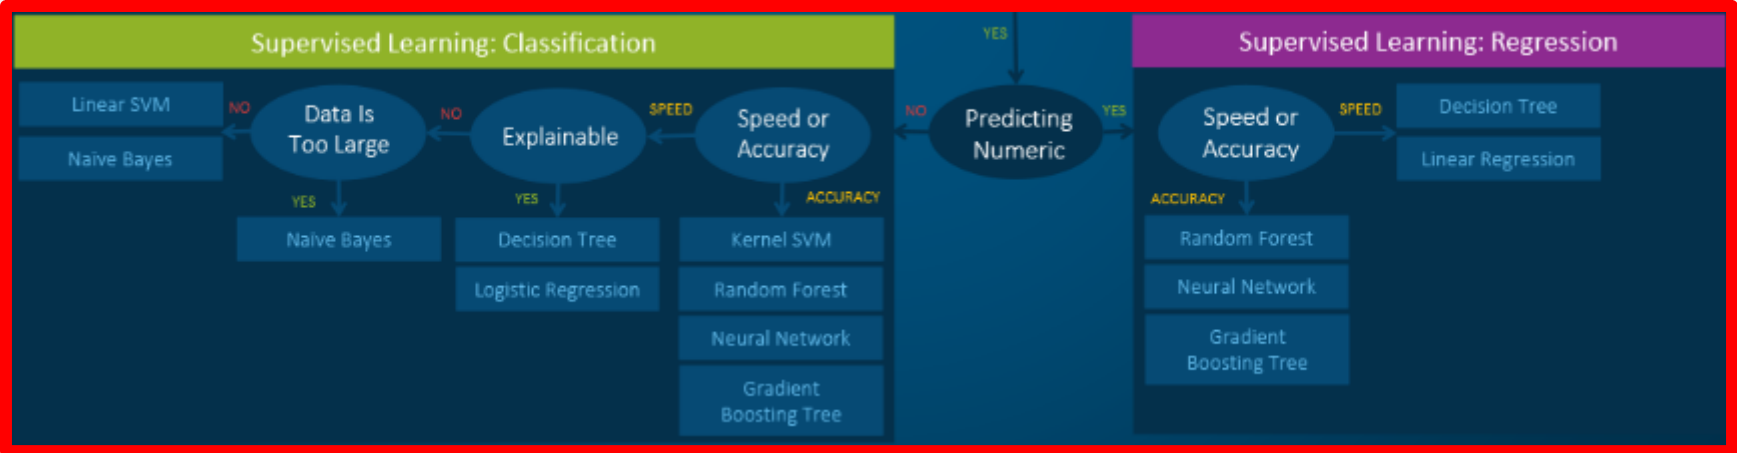 Supervised Learning: Classification
YES
Supervised Learning: Regression
Linear SVM
Naïve Bayes
NO
Data Is
Too Large
NO
Explainable
SPEED
Speed or
Accuracy
NO
Predicting
Numeric
YES
Speed or
Accuracy
SPEED
Decision Tree
Linear Regression
YES
Naïve Bayes
YES
Decision Tree
Logistic Regression
ACCURACY
Kernel SVM
Random Forest
Neural Network
Gradient
Boosting Tree
ACCURACY
Random Forest
Neural Network
Gradient
Boosting Tree